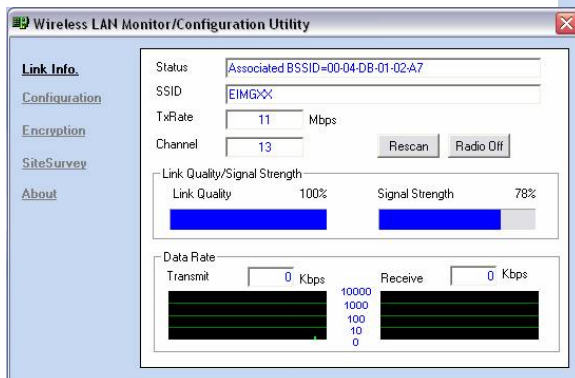 Wireless LAN Monitor/Configuration Utility
Link Info.
Configuration
Encryption
SiteSurvey
About
Status Associated BSSID=00-04-DB-01-02-A7
SSID EIMGXX
TxRate 11 Mbps
Channel 13 Rescan Radio Off
Link Quality/Signal Strength
Link Quality 100% Signal Strength 78%
Data Rate
Transmit 0 Kbps Receive 0 Kbps
10000
1000
100
10
0